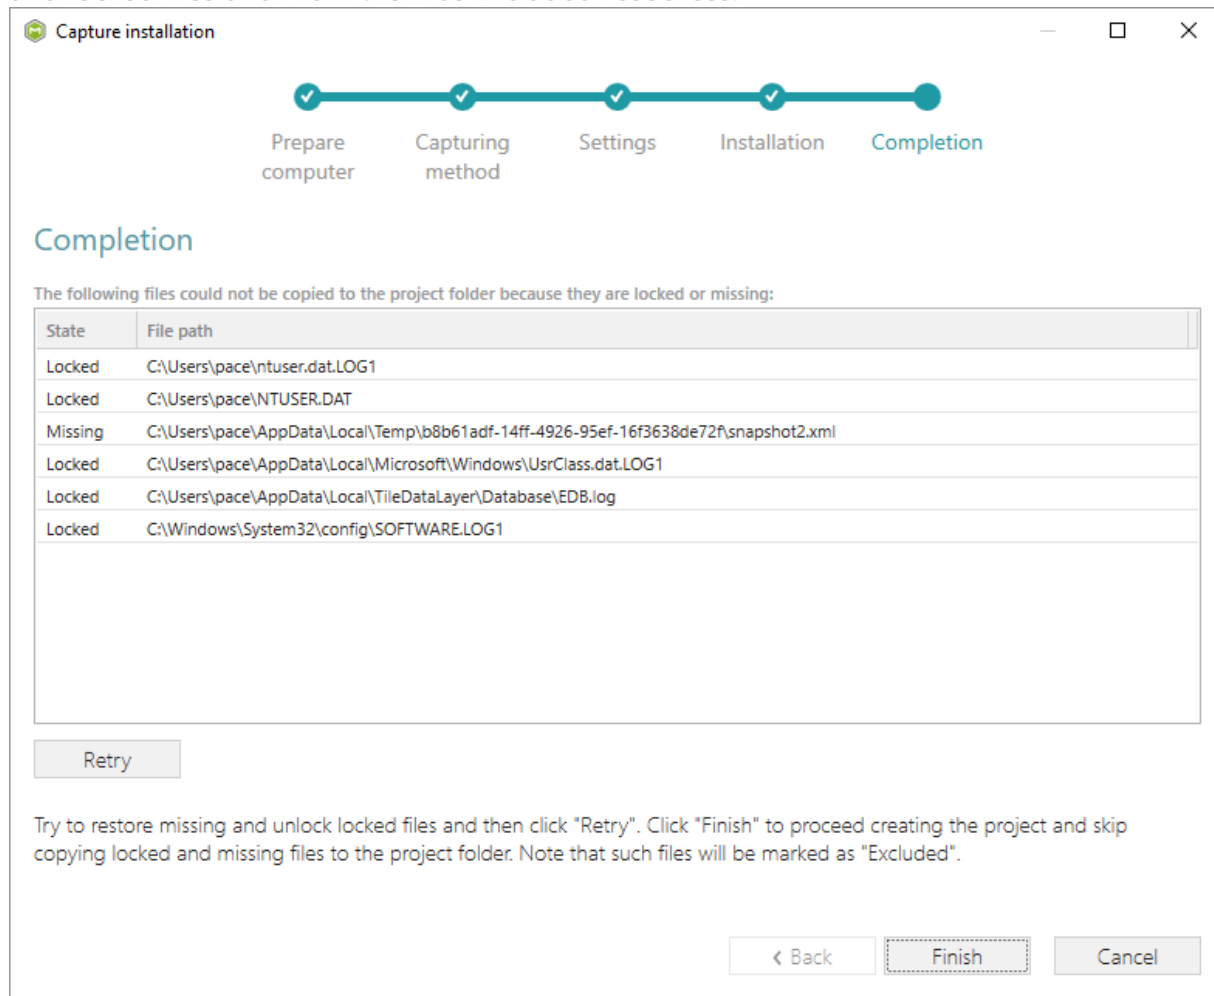 Capture installation
Prepare computer
Capturing method
Settings
Installation
Completion
Completion
The following files could not be copied to the project folder because they are locked or missing:
State File path
Locked C:\Users\pace\ntuser.dat.LOG1
Locked C:\Users\pace\NTUSER.DAT
Missing C:\Users\pace\AppData\Local\Temp\b8b61adf-14ff-4926-95ef-16f3638de72f\snapshot2.xml
Locked C:\Users\pace\AppData\Local\Microsoft\Windows\UsrClass.dat.LOG1
Locked C:\Users\pace\AppData\Local\TileDataLayer\Database\EDB.log
Locked C:\Windows\System32\config\SOFTWARE.LOG1
Retry
Try to restore missing and unlock locked files and then click "Retry". Click "Finish" to proceed creating the project and skip
copying locked and missing files to the project folder. Note that such files will be marked as "Excluded".
Back
Finish
Cancel